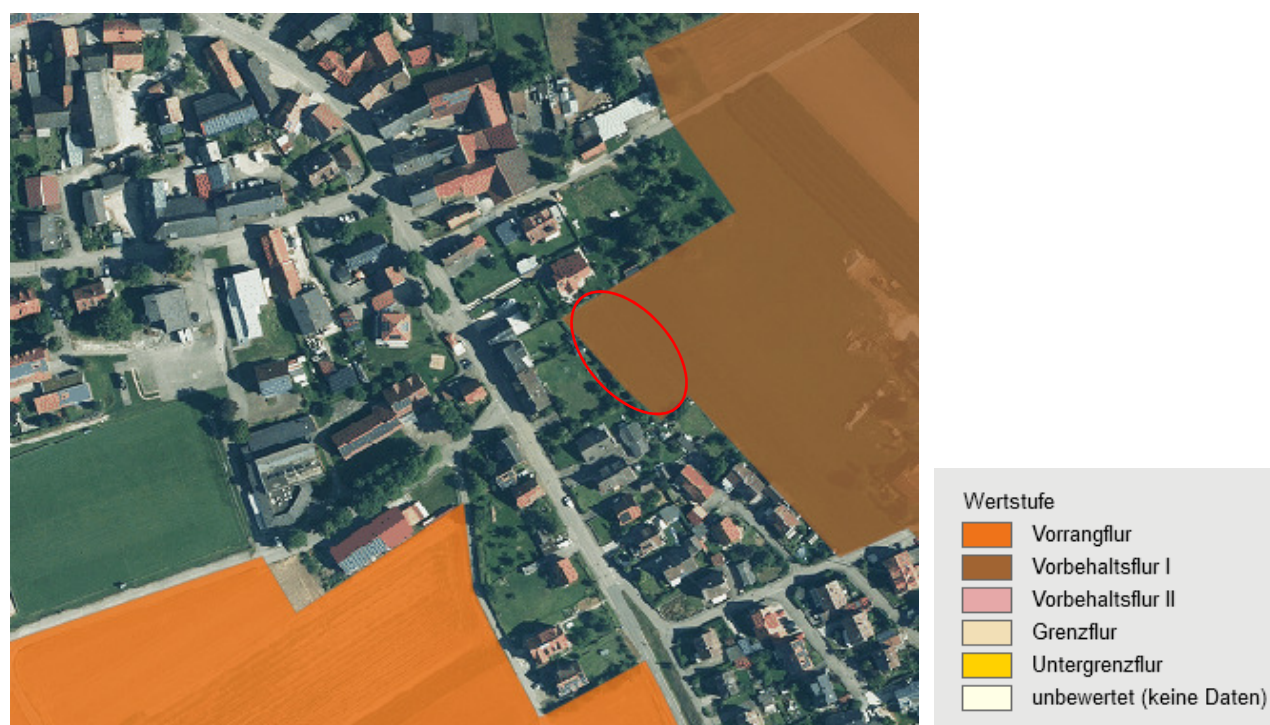 Wertstufe
Vorrangflur
Vorbehaltsflur I
Vorbehaltsflur II
Grenzflur
Untergrenzflur
unbewertet (keine Daten)